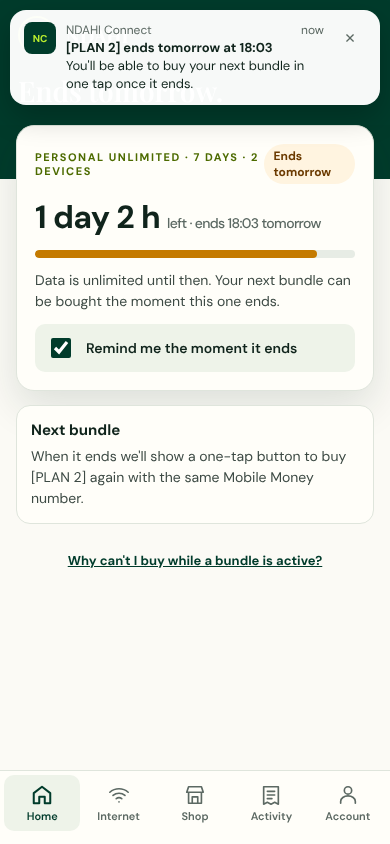 NC
NDAHI Connect
now
[PLAN 2] ends tomorrow at 18:03
You'll be able to buy your next bundle in
one tap once it ends.
Ends tomorrow.
PERSONAL UNLIMITED · 7 DAYS · 2
DEVICES
Ends
tomorrow
1 day 2 h left · ends 18:03 tomorrow
Data is unlimited until then. Your next bundle can
be bought the moment this one ends.
Remind me the moment it ends
Next bundle
When it ends we'll show a one-tap button to buy
[PLAN 2] again with the same Mobile Money
number.
Why can't I buy while a bundle is active?
Home
Internet
Shop
Activity
Account